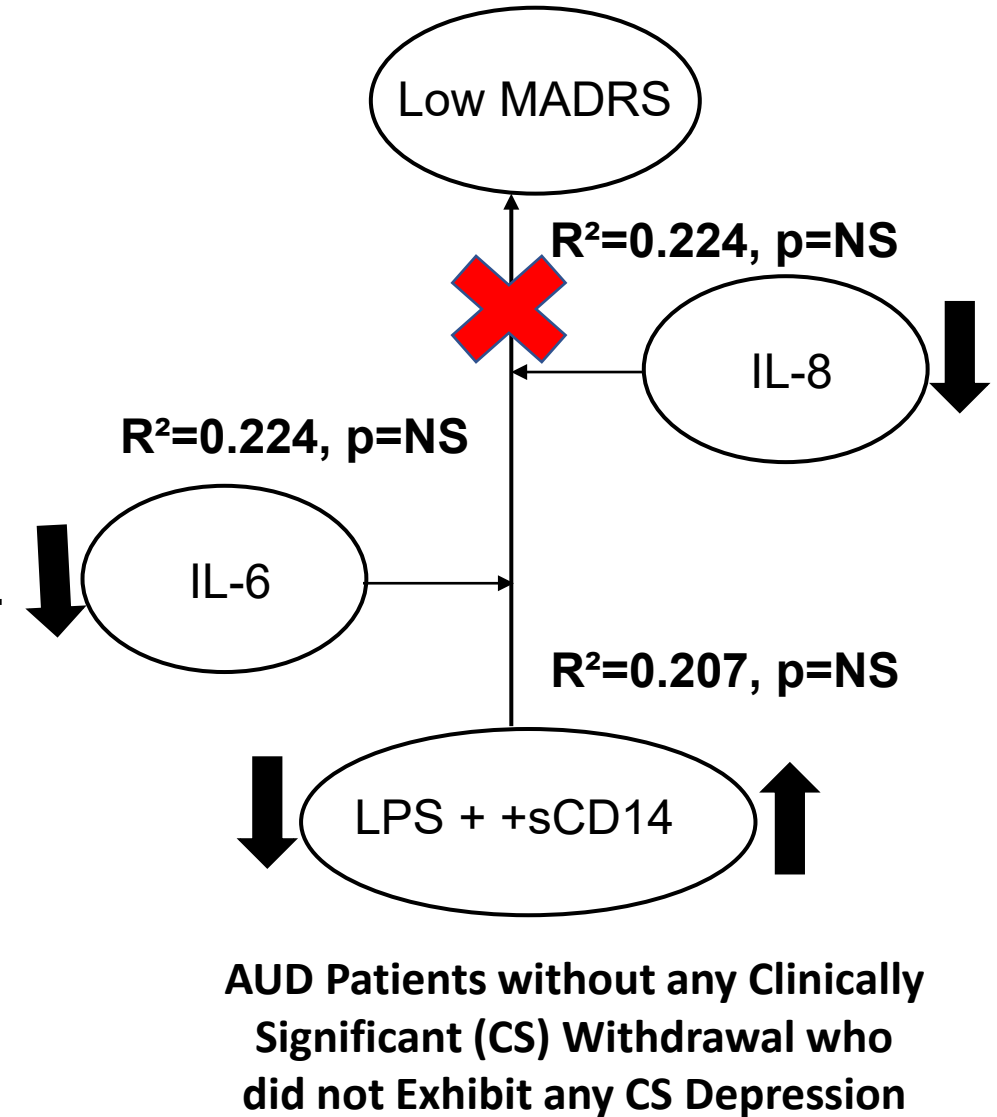 Low MADRS
R²=0.224, p=NS
IL-8
R²=0.224, p=NS
IL-6
R²=0.207, p=NS
LPS + +sCD14
AUD Patients without any Clinically
Significant (CS) Withdrawal who
did not Exhibit any CS Depression